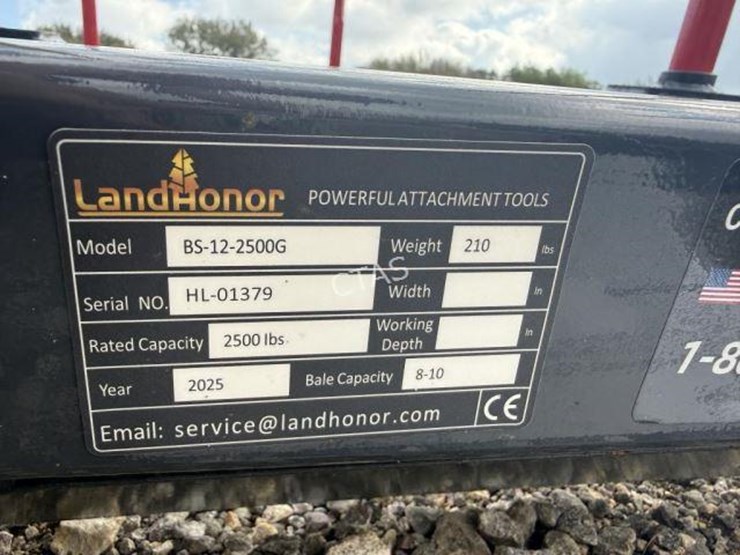 LandHonor POWERFUL ATTACHMENT TOOLS
Model BS-12-2500G Weight 210 lbs
Serial NO. HL-01379 Width In
Rated Capacity 2500 lbs Working Depth In
Year 2025 Bale Capacity 8-10
Email: service@landhonor.com CE
CTAS
1-8